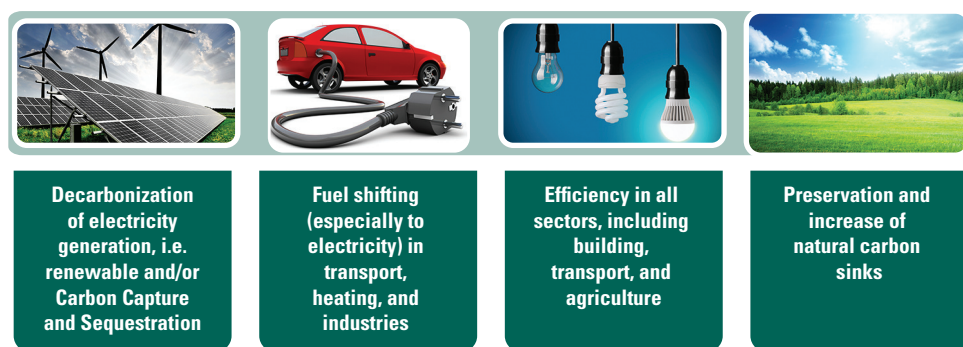 Decarbonization
of electricity
generation, i.e.
renewable and/or
Carbon Capture
and Sequestration
Fuel shifting
(especially to
electricity) in
transport,
heating, and
industries
Efficiency in all
sectors, including
building,
transport, and
agriculture
Preservation and
increase of
natural carbon
sinks